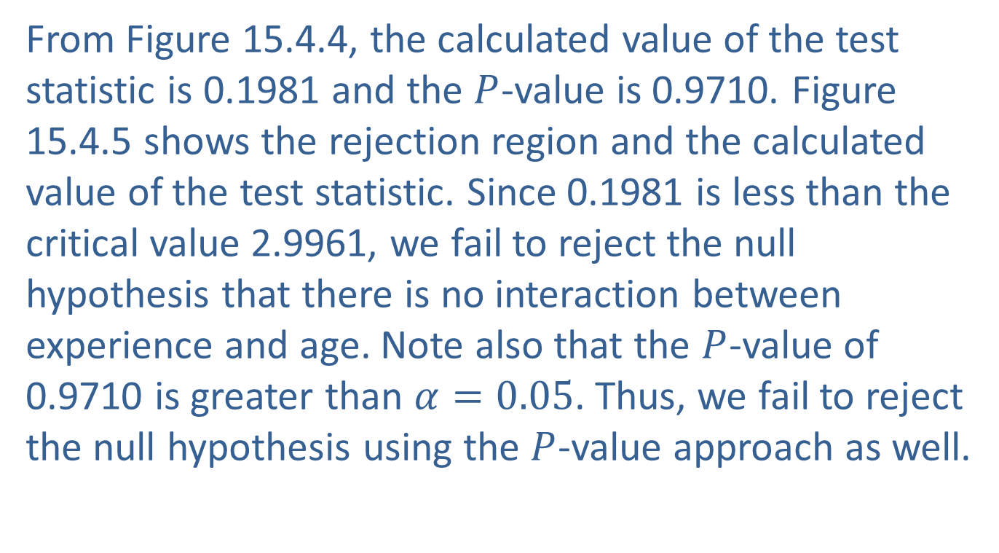 From Figure 15.4.4, the calculated value of the test
statistic is 0.1981 and the P-value is 0.9710. Figure
15.4.5 shows the rejection region and the calculated
value of the test statistic. Since 0.1981 is less than the
critical value 2.9961, we fail to reject the null
hypothesis that there is no interaction between
experience and age. Note also that the P-value of
0.9710 is greater than α = 0.05. Thus, we fail to reject
the null hypothesis using the P-value approach as well.